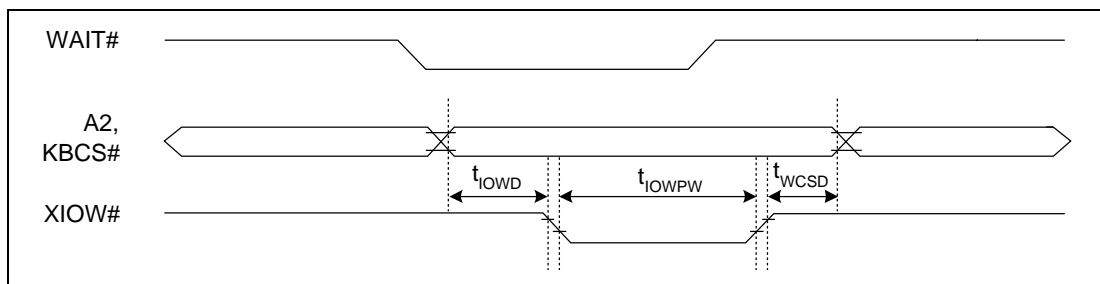 WAIT#
A2,
KBCS#
tIOWD tIOWPW tWCSD
XIOW#